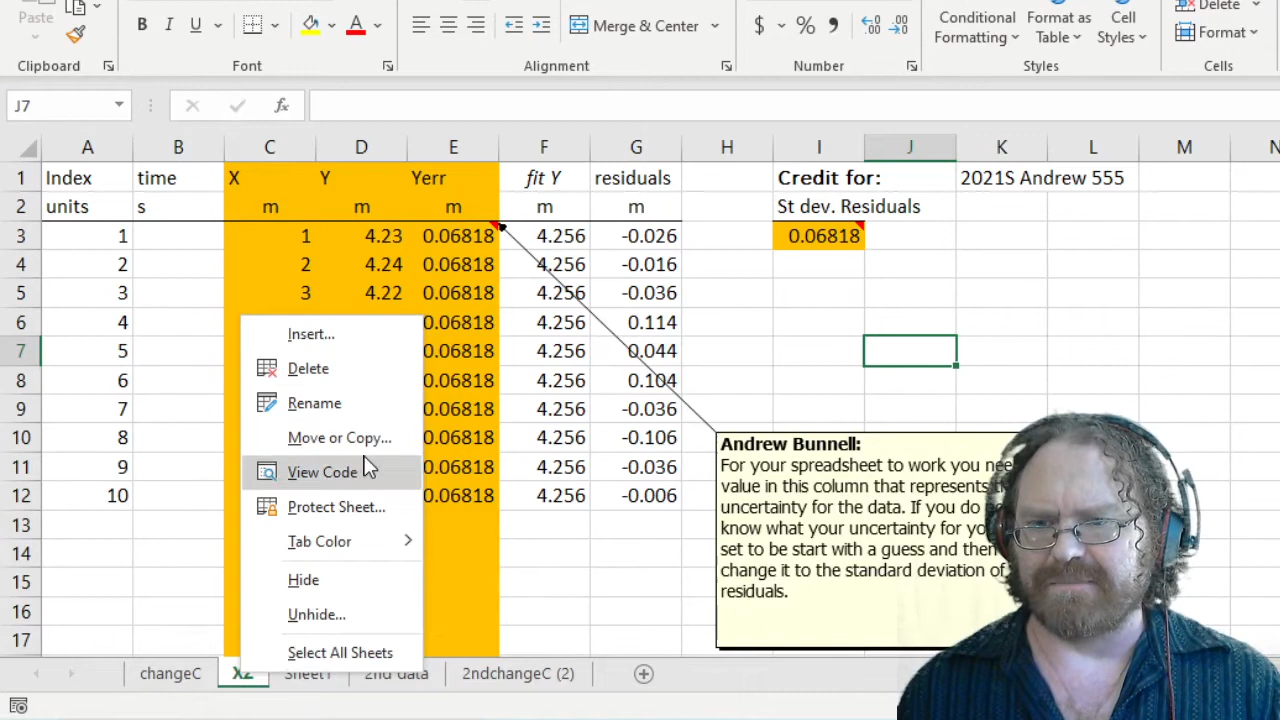 Paste
B I U A
Merge & Center
$ % 9
Conditional Formatting
Format as Table
Cell Styles
Delete
Format
Clipboard
Font
Alignment
Number
Styles
Cells
J7
fx
A B C D E F G H I J K L M N
1 Index time X Y Yerr fit Y residuals Credit for: 2021S Andrew 555
2 units s m m m m m St dev. Residuals
3 1 1 4.23 0.06818 4.256 -0.026 0.06818
4 2 2 4.24 0.06818 4.256 -0.016
5 3 3 4.22 0.06818 4.256 -0.036
6 4 0.06818 4.256 0.114
7 5 0.06818 4.256 0.044
8 6 0.06818 4.256 0.104
9 7 0.06818 4.256 -0.036
10 8 0.06818 4.256 -0.106
11 9 0.06818 4.256 -0.036
12 10 0.06818 4.256 -0.006
13
14
15
16
17
Insert...
Delete
Rename
Move or Copy...
View Code
Protect Sheet...
Tab Color
Hide
Unhide...
Select All Sheets
Andrew Bunnell:
For your spreadsheet to work you
value in this column that represents
uncertainty for the data. If you do
know what your uncertainty for
set to be start with a guess and then
change it to the standard deviation of
residuals.
changeC X2 Sheet1 2nd data 2ndchangeC (2)